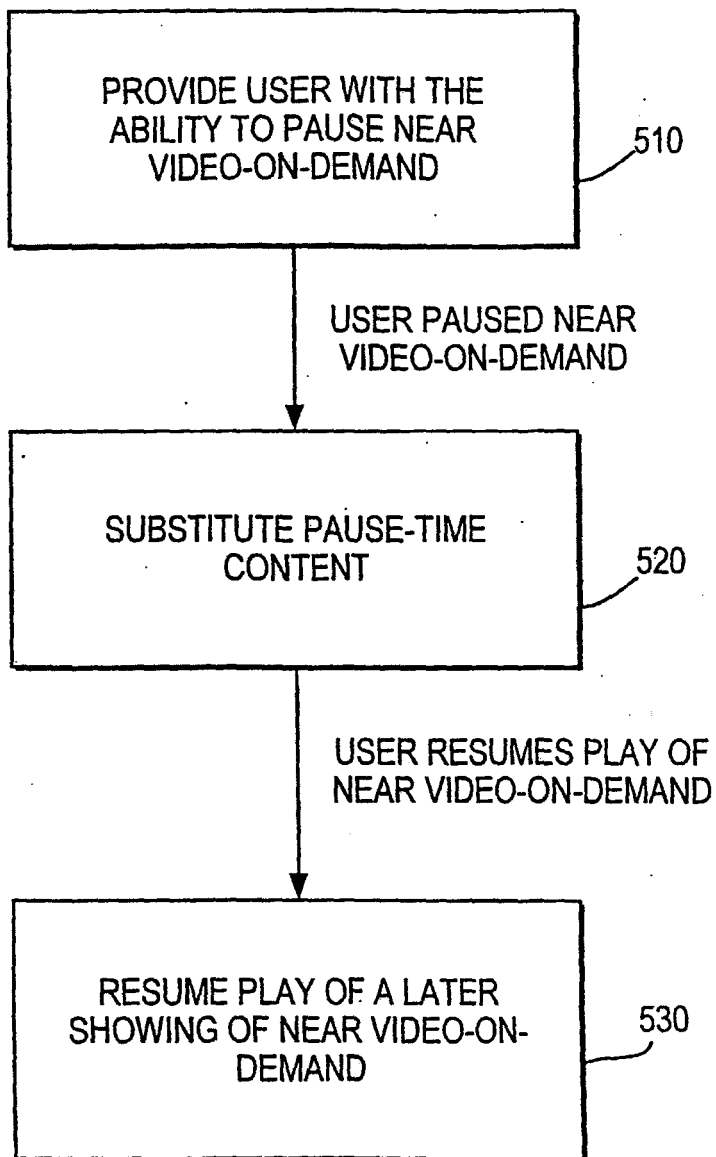 PROVIDE USER WITH THE
ABILITY TO PAUSE NEAR
VIDEO-ON-DEMAND
510
USER PAUSED NEAR
VIDEO-ON-DEMAND
SUBSTITUTE PAUSE-TIME
CONTENT
520
USER RESUMES PLAY OF
NEAR VIDEO-ON-DEMAND
RESUME PLAY OF A LATER
SHOWING OF NEAR VIDEO-ON-
DEMAND
530